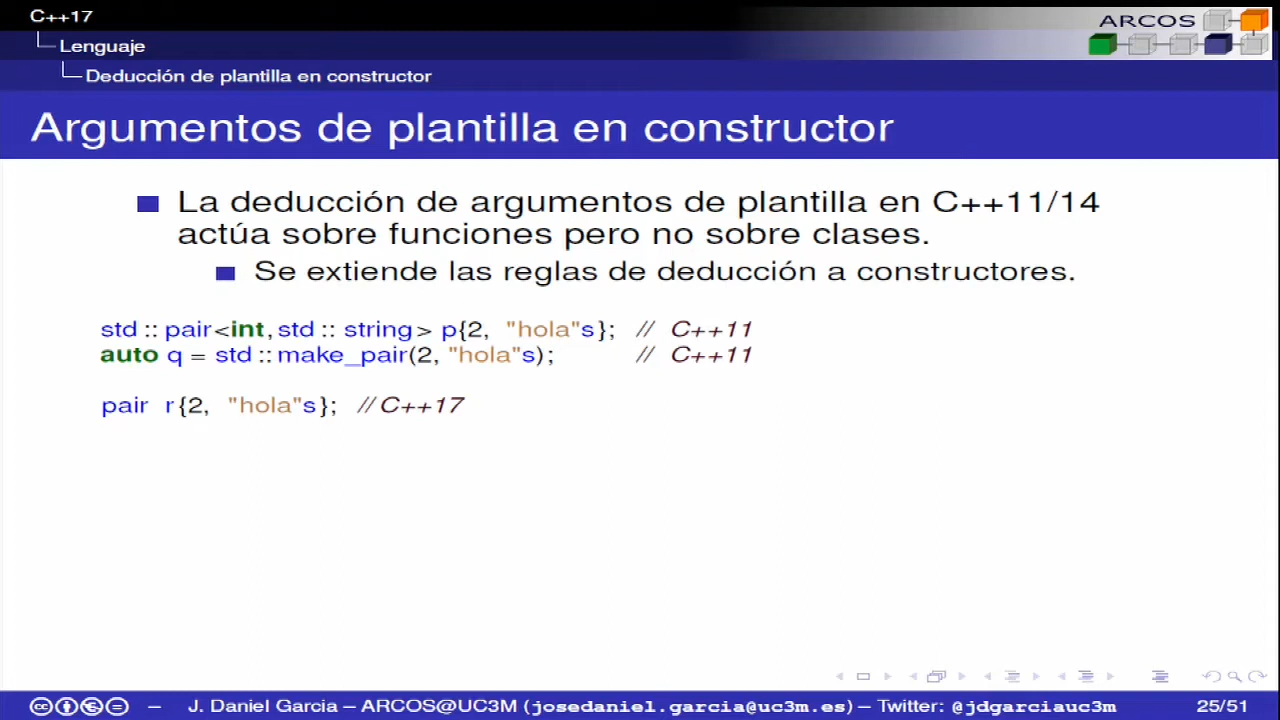 C++17
ARCOS
Lenguaje
Deducción de plantilla en constructor
Argumentos de plantilla en constructor
La deducción de argumentos de plantilla en C++11/14
actúa sobre funciones pero no sobre clases.
Se extiende las reglas de deducción a constructores.
std :: pair<int, std :: string> p{2, "hola"s}; // C++11
auto q = std :: make_pair(2, "hola"s); // C++11
pair r{2, "hola"s}; //C++17
cc – J. Daniel Garcia – ARCOS@UC3M (josedaniel.garcia@uc3m.es) – Twitter: @jdgarciauc3m 25/51